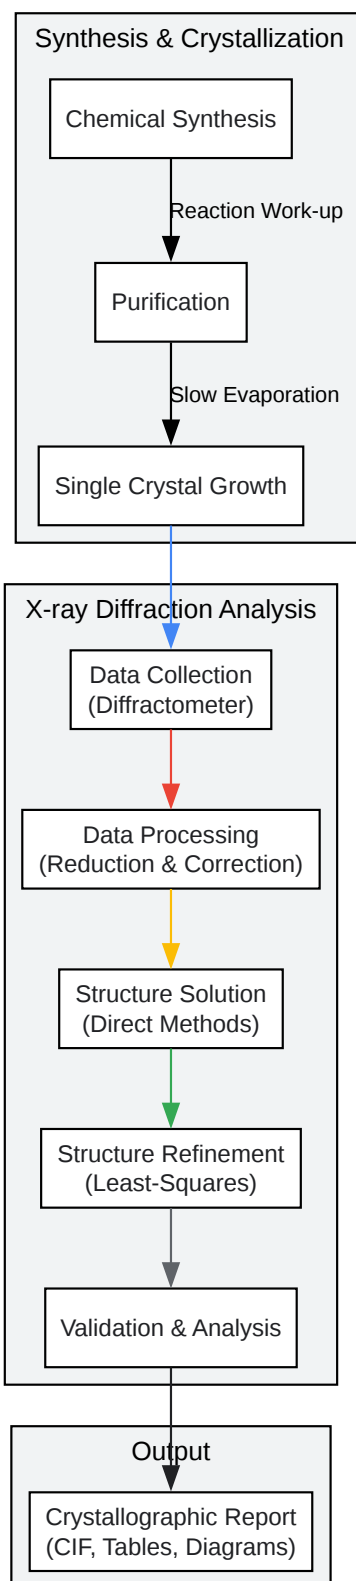 Synthesis & Crystallization
Chemical Synthesis
Reaction Work-up
Purification
Slow Evaporation
Single Crystal Growth
X-ray Diffraction Analysis
Data Collection
(Diffractometer)
Data Processing
(Reduction & Correction)
Structure Solution
(Direct Methods)
Structure Refinement
(Least-Squares)
Validation & Analysis
Output
Crystallographic Report
(CIF, Tables, Diagrams)